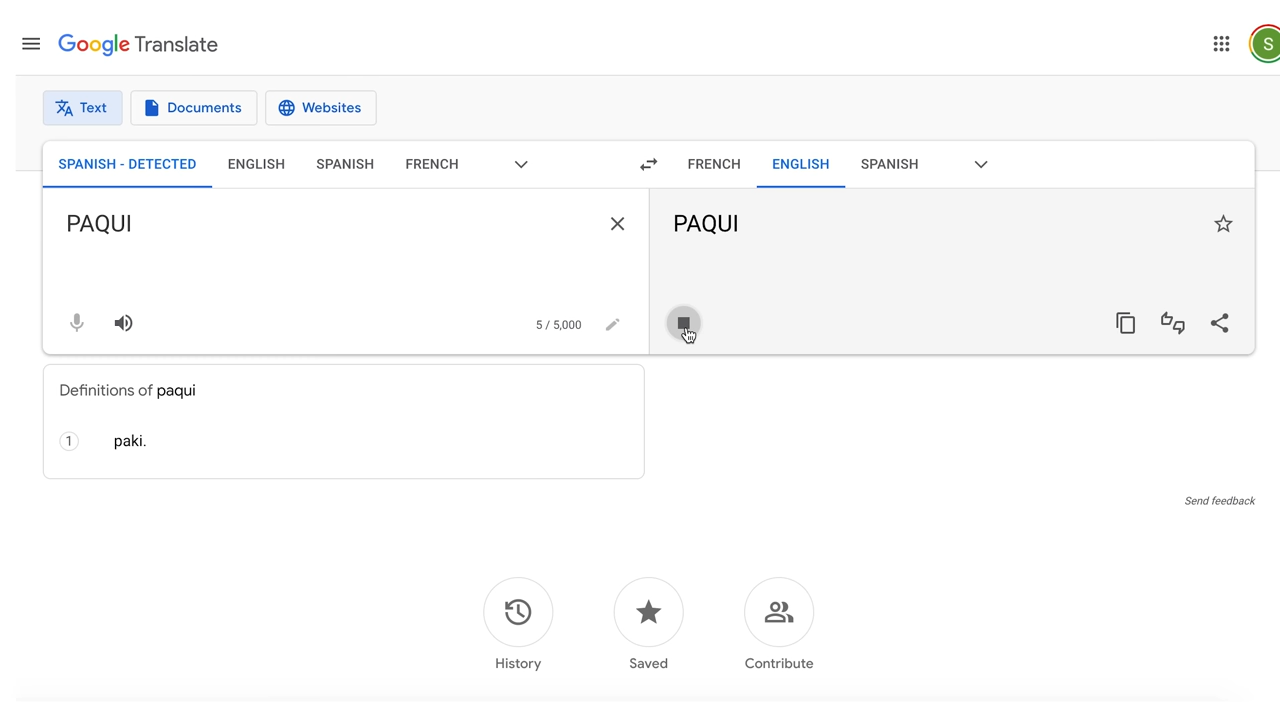 Google Translate
S
Text Documents Websites
SPANISH - DETECTED ENGLISH SPANISH FRENCH FRENCH ENGLISH SPANISH
PAQUI PAQUI
5 / 5,000
Definitions of paqui
1 paki.
Send feedback
History Saved Contribute